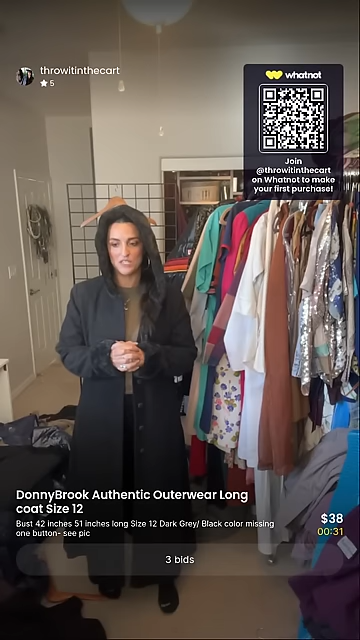 throwitinthecart
★ 5
whatnot
Join
@throwitinthecart
on Whatnot to make
your first purchase!
DonnyBrook Authentic Outerwear Long
coat Size 12
Bust 42 inches 51 inches long Size 12 Dark Grey/ Black color missing
one button- see pic
$38
00:31
3 bids